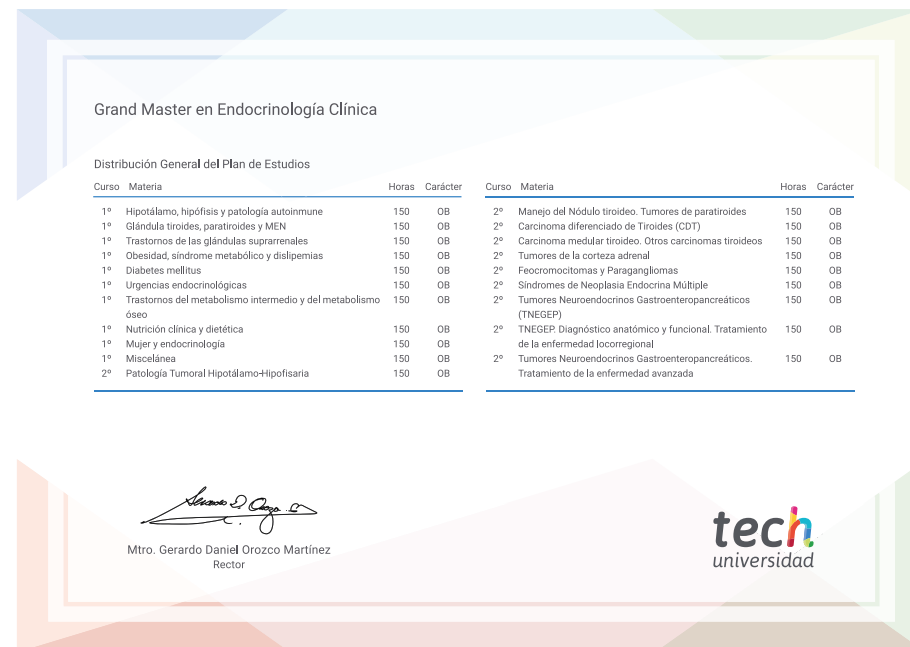 Grand Master en Endocrinología Clínica
Distribución General del Plan de Estudios
Curso Materia Horas Carácter
1º Hipotálamo, hipófisis y patología autoinmune 150 OB
1º Glándula tiroides, paratiroides y MEN 150 OB
1º Trastornos de las glándulas suprarrenales 150 OB
1º Obesidad, síndrome metabólico y dislipemias 150 OB
1º Diabetes mellitus 150 OB
1º Urgencias endocrinológicas 150 OB
1º Trastornos del metabolismo intermedio y del metabolismo 150 OB
óseo
1º Nutrición clínica y dietética 150 OB
1º Mujer y endocrinología 150 OB
1º Miscelánea 150 OB
2º Patología Tumoral Hipotálamo-Hipofisaria 150 OB
Curso Materia Horas Carácter
2º Manejo del Nódulo tiroideo. Tumores de paratiroides 150 OB
2º Carcinoma diferenciado de Tiroides (CDT) 150 OB
2º Carcinoma medular tiroideo. Otros carcinomas tiroideos 150 OB
2º Tumores de la corteza adrenal 150 OB
2º Feocromocitomas y Paragangliomas 150 OB
2º Síndromes de Neoplasia Endocrina Múltiple 150 OB
2º Tumores Neuroendocrinos Gastroenteropancreáticos 150 OB
(TNEGEP)
2º TNEGEP. Diagnóstico anatómico y funcional. Tratamiento 150 OB
de la enfermedad locorregional
2º Tumores Neuroendocrinos Gastroenteropancreáticos. 150 OB
Tratamiento de la enfermedad avanzada
Mtro. Gerardo Daniel Orozco Martínez
Rector
tech
universidad